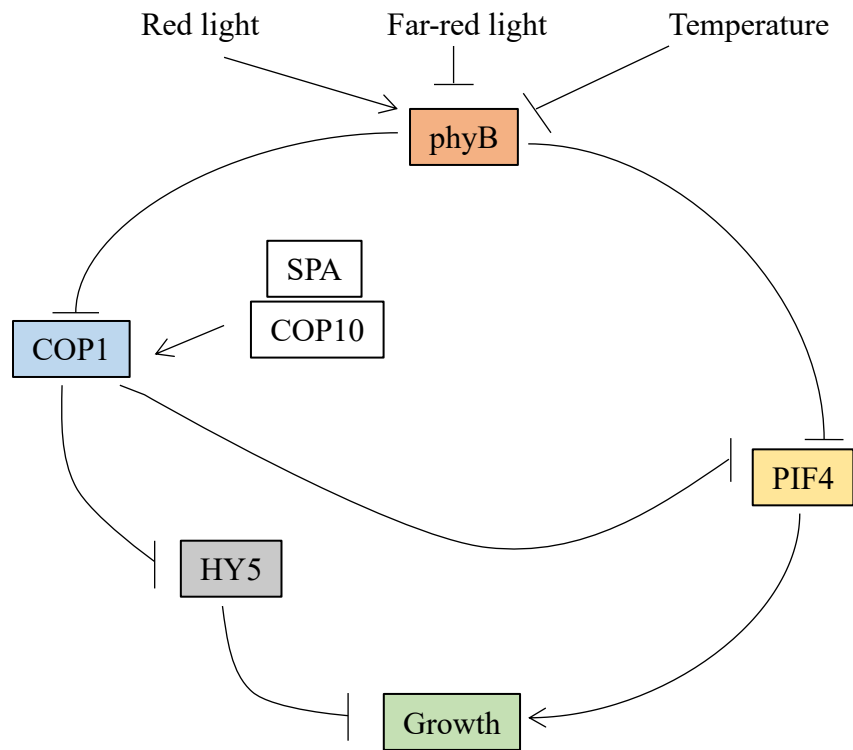 Red light
Far-red light
Temperature
phyB
SPA
COP10
COP1
PIF4
HY5
Growth